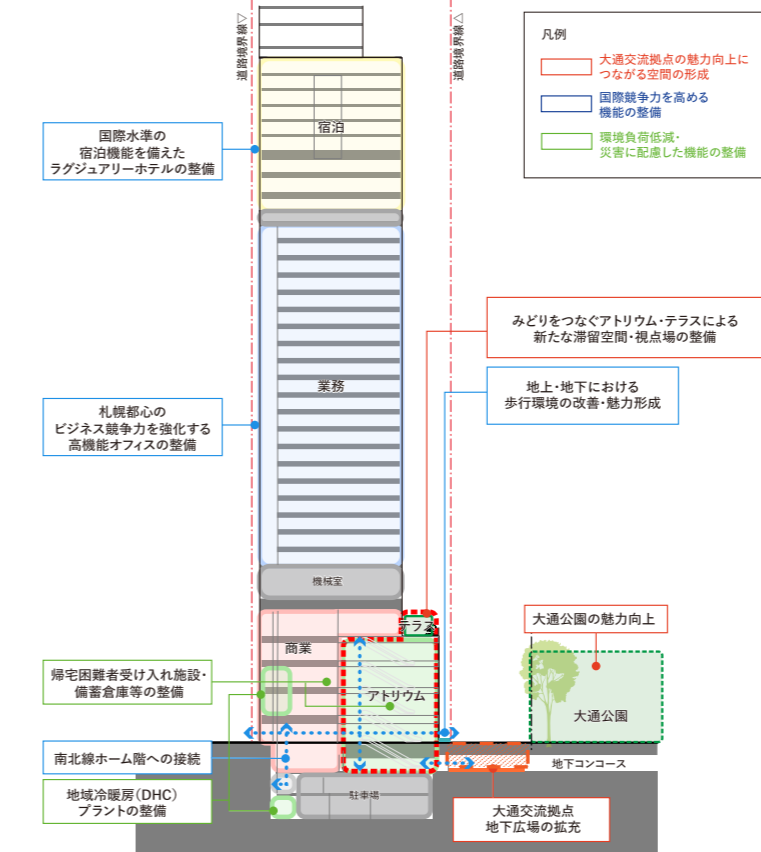 道路境界線▽
道路境界線△
凡例
大通交流拠点の魅力向上に
つながる空間の形成
国際競争力を高める
機能の整備
環境負荷低減・
災害に配慮した機能の整備
宿泊
国際水準の
宿泊機能を備えた
ラグジュアリーホテルの整備
みどりをつなぐアトリウム・テラスによる
新たな滞留空間・視点場の整備
業務
地上・地下における
歩行環境の改善・魅力形成
札幌都心の
ビジネス競争力を強化する
高機能オフィスの整備
機械室
テラス
大通公園の魅力向上
商業
帰宅困難者受け入れ施設・
備蓄倉庫等の整備
アトリウム
大通公園
南北線ホーム階への接続
地下コンコース
地域冷暖房(DHC)
プラントの整備
駐車場
大通交流拠点
地下広場の拡充